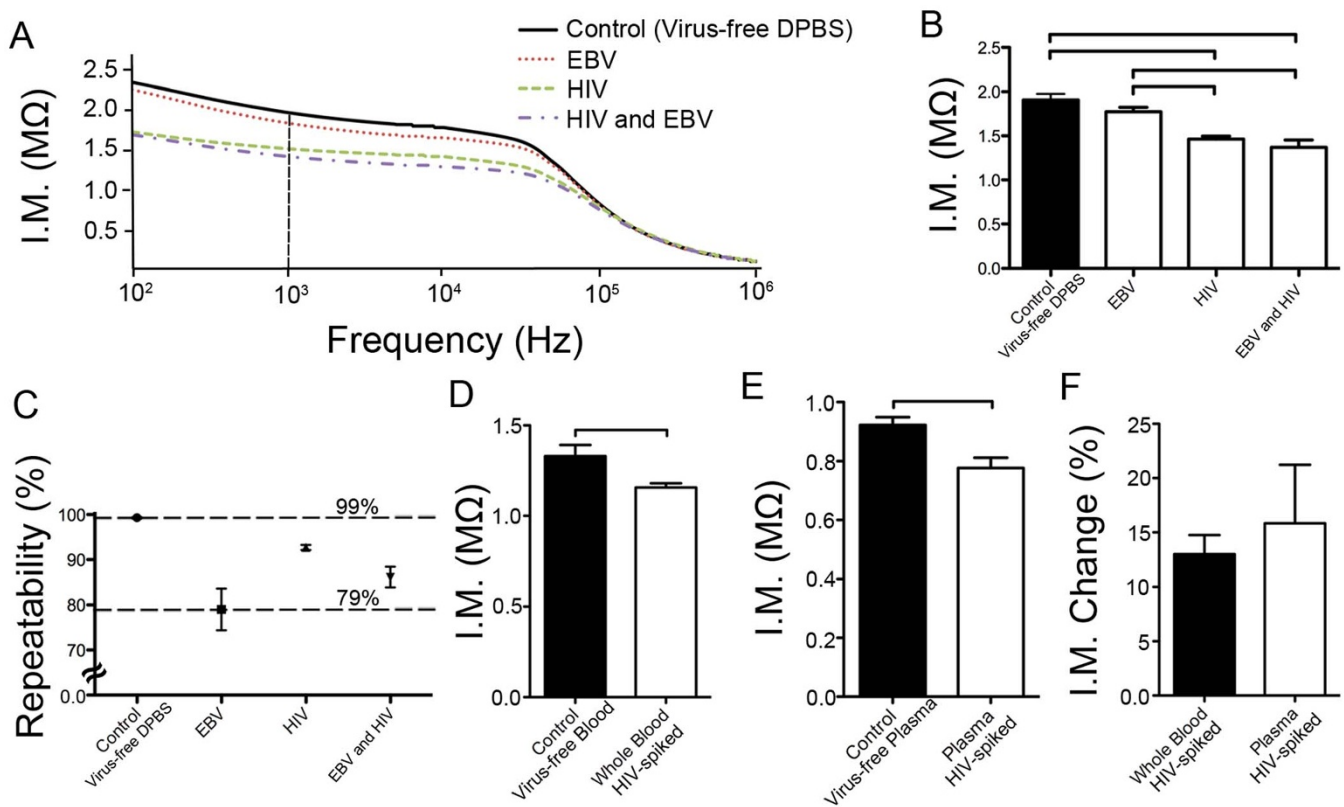 A
Control (Virus-free DPBS)
EBV
HIV
HIV and EBV
I.M. (MΩ)
2.5
2.0
1.5
1.0
0.5
10²
10³
10⁴
10⁵
10⁶
Frequency (Hz)
B
I.M. (MΩ)
2.5
2.0
1.5
1.0
0.5
0.0
Control
Virus-free DPBS
EBV
HIV
EBV and HIV
C
Repeatability (%)
100
90
80
70
0.0
99%
79%
Control
Virus-free DPBS
EBV
HIV
EBV and HIV
D
I.M. (MΩ)
1.5
1.0
0.5
0.0
Control
Virus-free Blood
Whole Blood
HIV-spiked
E
I.M. (MΩ)
1.0
0.8
0.6
0.4
0.2
0.0
Control
Virus-free Plasma
Plasma
HIV-spiked
F
I.M. Change (%)
25
20
15
10
5
0.0
Whole Blood
HIV-spiked
Plasma
HIV-spiked